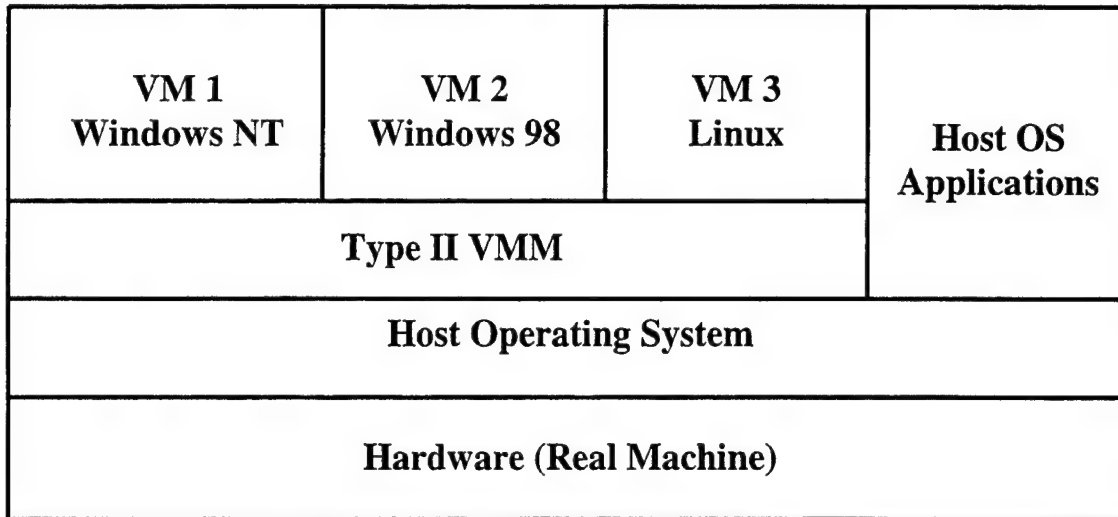 VM 1
Windows NT
VM 2
Windows 98
VM 3
Linux
Host OS
Applications
Type II VMM
Host Operating System
Hardware (Real Machine)